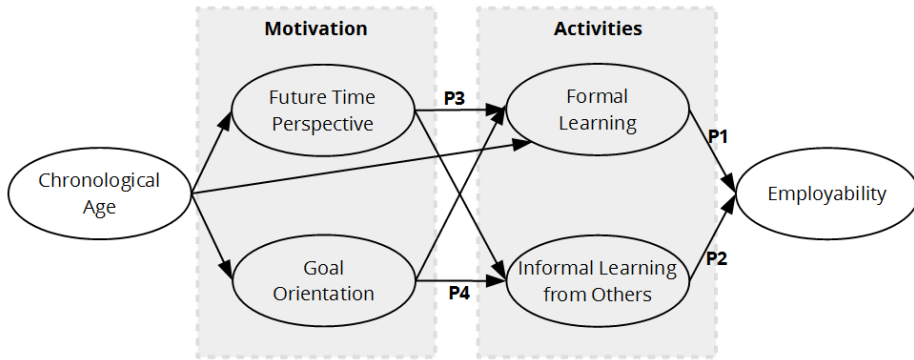 Motivation
Activities
Future Time
Perspective
P3
Formal
Learning
P1
Chronological
Age
Employability
Goal
Orientation
P4
Informal Learning
from Others
P2